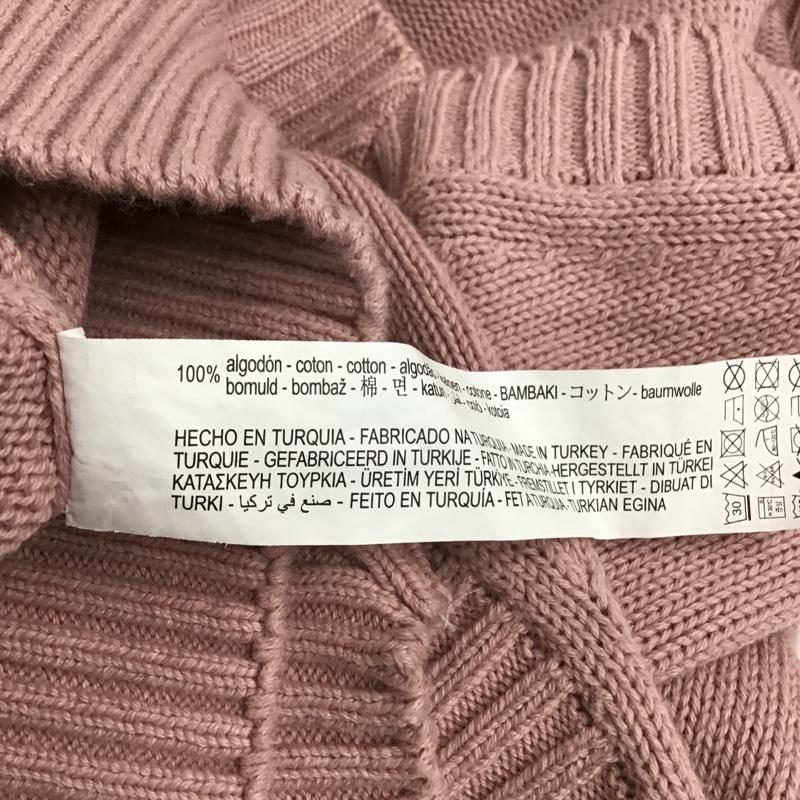 100% algodón - coton - cotton - - BAMBAKI - コットン - baumwolle
bomuld - bombaž - 棉 - 면 -
HECHO EN TURQUIA - FABRICADO NA TURQUIA - MADE IN TURKEY - FABRIQUÉ EN
TURQUIE - GEFABRICEERD IN TURKIJE - FATTO IN TURCHIA - HERGESTELLT IN TÜRKEI
ΚΑΤΑΣΚΕΥΗ ΤΟΥΡΚΙΑ - ÜRETİM YERİ TÜRKİYE - FREMSTILLET I TYRKIET - DIBUAT DI
TURKI - صنع في تركيا - FEITO EN TURQUÍA - FET A TURQUIA - TURKIAN EGINA
30